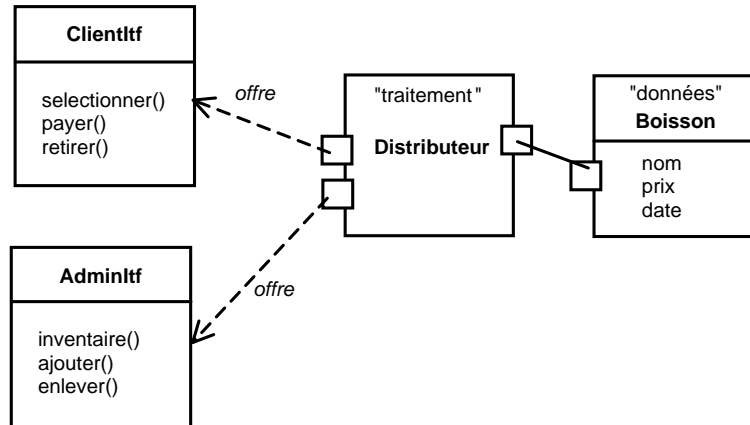 ClientItf
selectionner()
payer()
retirer()
offre
"traitement"
Distributeur
"données"
Boisson
nom
prix
date
AdminItf
inventaire()
ajouter()
enlever()
offre